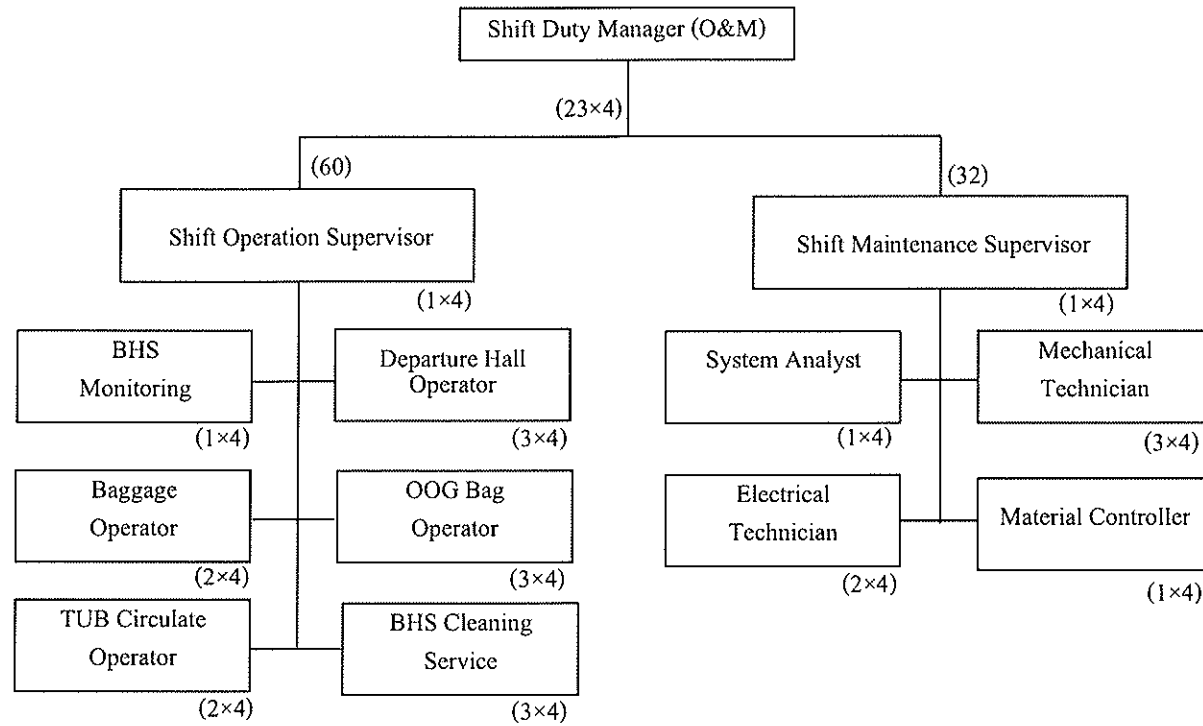 Shift Duty Manager (O&M)
(23×4)
(60)
(32)
Shift Operation Supervisor
(1×4)
Shift Maintenance Supervisor
(1×4)
BHS
Monitoring
(1×4)
Departure Hall
Operator
(3×4)
System Analyst
(1×4)
Mechanical
Technician
(3×4)
Baggage
Operator
(2×4)
OOG Bag
Operator
(3×4)
Electrical
Technician
(2×4)
Material Controller
(1×4)
TUB Circulate
Operator
(2×4)
BHS Cleaning
Service
(3×4)